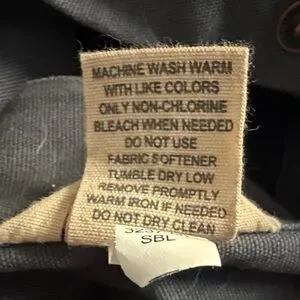 MACHINE WASH WARM
WITH LIKE COLORS
ONLY NON-CHLORINE
BLEACH WHEN NEEDED
DO NOT USE
FABRIC SOFTENER
TUMBLE DRY LOW
REMOVE PROMPTLY
WARM IRON IF NEEDED
DO NOT DRY CLEAN
SBL